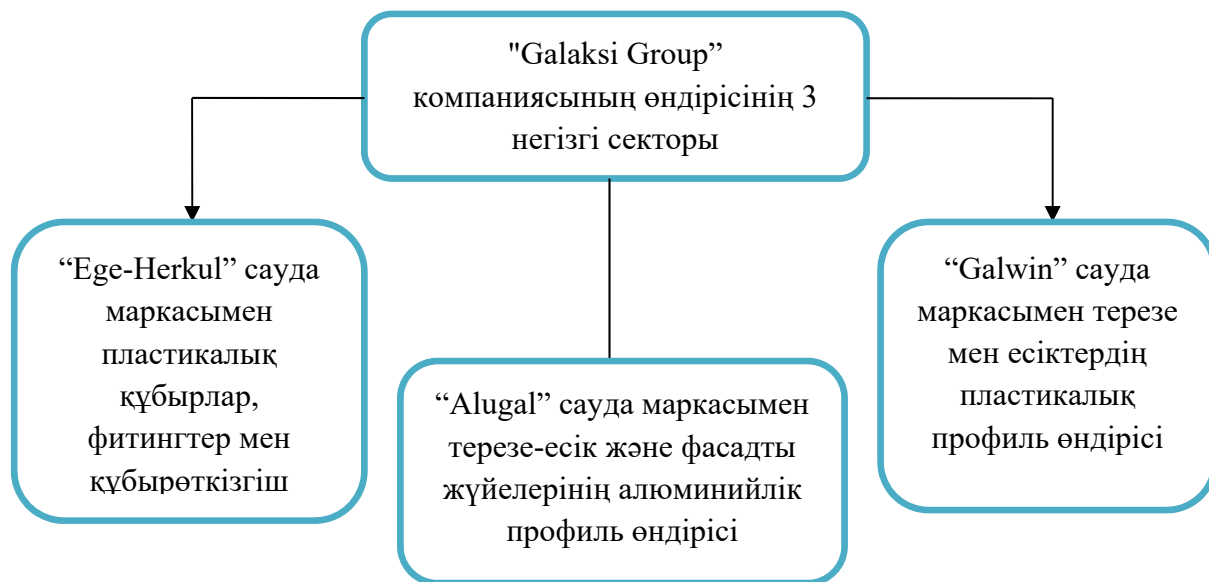 "Galaksi Group”
компаниясының өндірісінің 3
негізгі секторы
“Ege-Herkul” сауда
маркасымен
пластикалық
құбырлар,
фитингтер мен
құбырөткізгіш
“Alugal” сауда маркасымен
терезе-есік және фасадты
жүйелерінің алюминийлік
профиль өндірісі
“Galwin” сауда
маркасымен терезе
мен есіктердің
пластикалық
профиль өндірісі